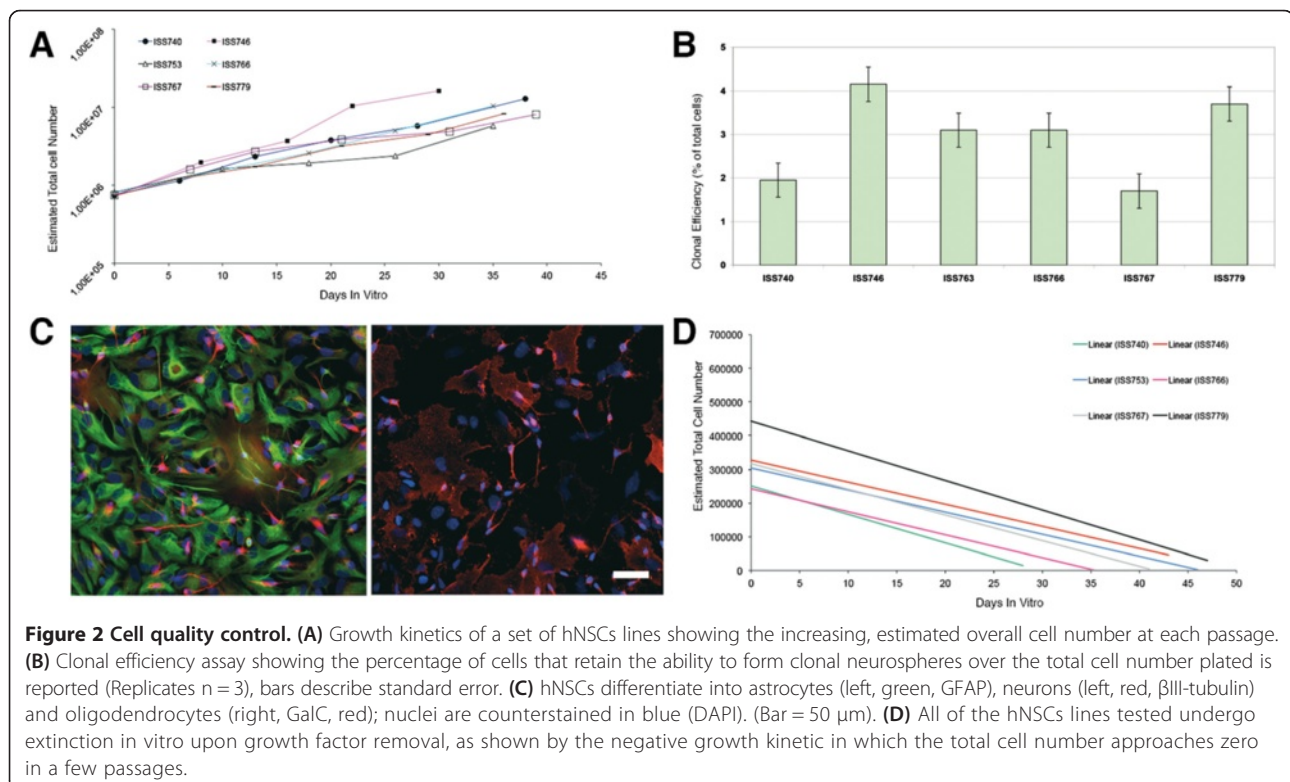 A
1.00E+08
1.00E+07
1.00E+06
1.00E+05
Estimated Total cell Number
ISS740
ISS746
ISS753
ISS766
ISS767
ISS779
0 5 10 15 20 25 30 35 40 45
Days In Vitro
B
5
4
3
2
1
0
Clonal Efficiency (% of total cells)
ISS740 ISS746 ISS763 ISS766 ISS767 ISS779
C
D
700000
600000
500000
400000
300000
200000
100000
0
Estimated Total Cell Number
Linear (ISS740)
Linear (ISS746)
Linear (ISS753)
Linear (ISS766)
Linear (ISS767)
Linear (ISS779)
0 5 10 15 20 25 30 35 40 45 50
Days In Vitro
Figure 2 Cell quality control. (A) Growth kinetics of a set of hNSCs lines showing the increasing, estimated overall cell number at each passage.
(B) Clonal efficiency assay showing the percentage of cells that retain the ability to form clonal neurospheres over the total cell number plated is
reported (Replicates n = 3), bars describe standard error. (C) hNSCs differentiate into astrocytes (left, green, GFAP), neurons (left, red, βIII-tubulin)
and oligodendrocytes (right, GalC, red); nuclei are counterstained in blue (DAPI). (Bar = 50 μm). (D) All of the hNSCs lines tested undergo
extinction in vitro upon growth factor removal, as shown by the negative growth kinetic in which the total cell number approaches zero
in a few passages.